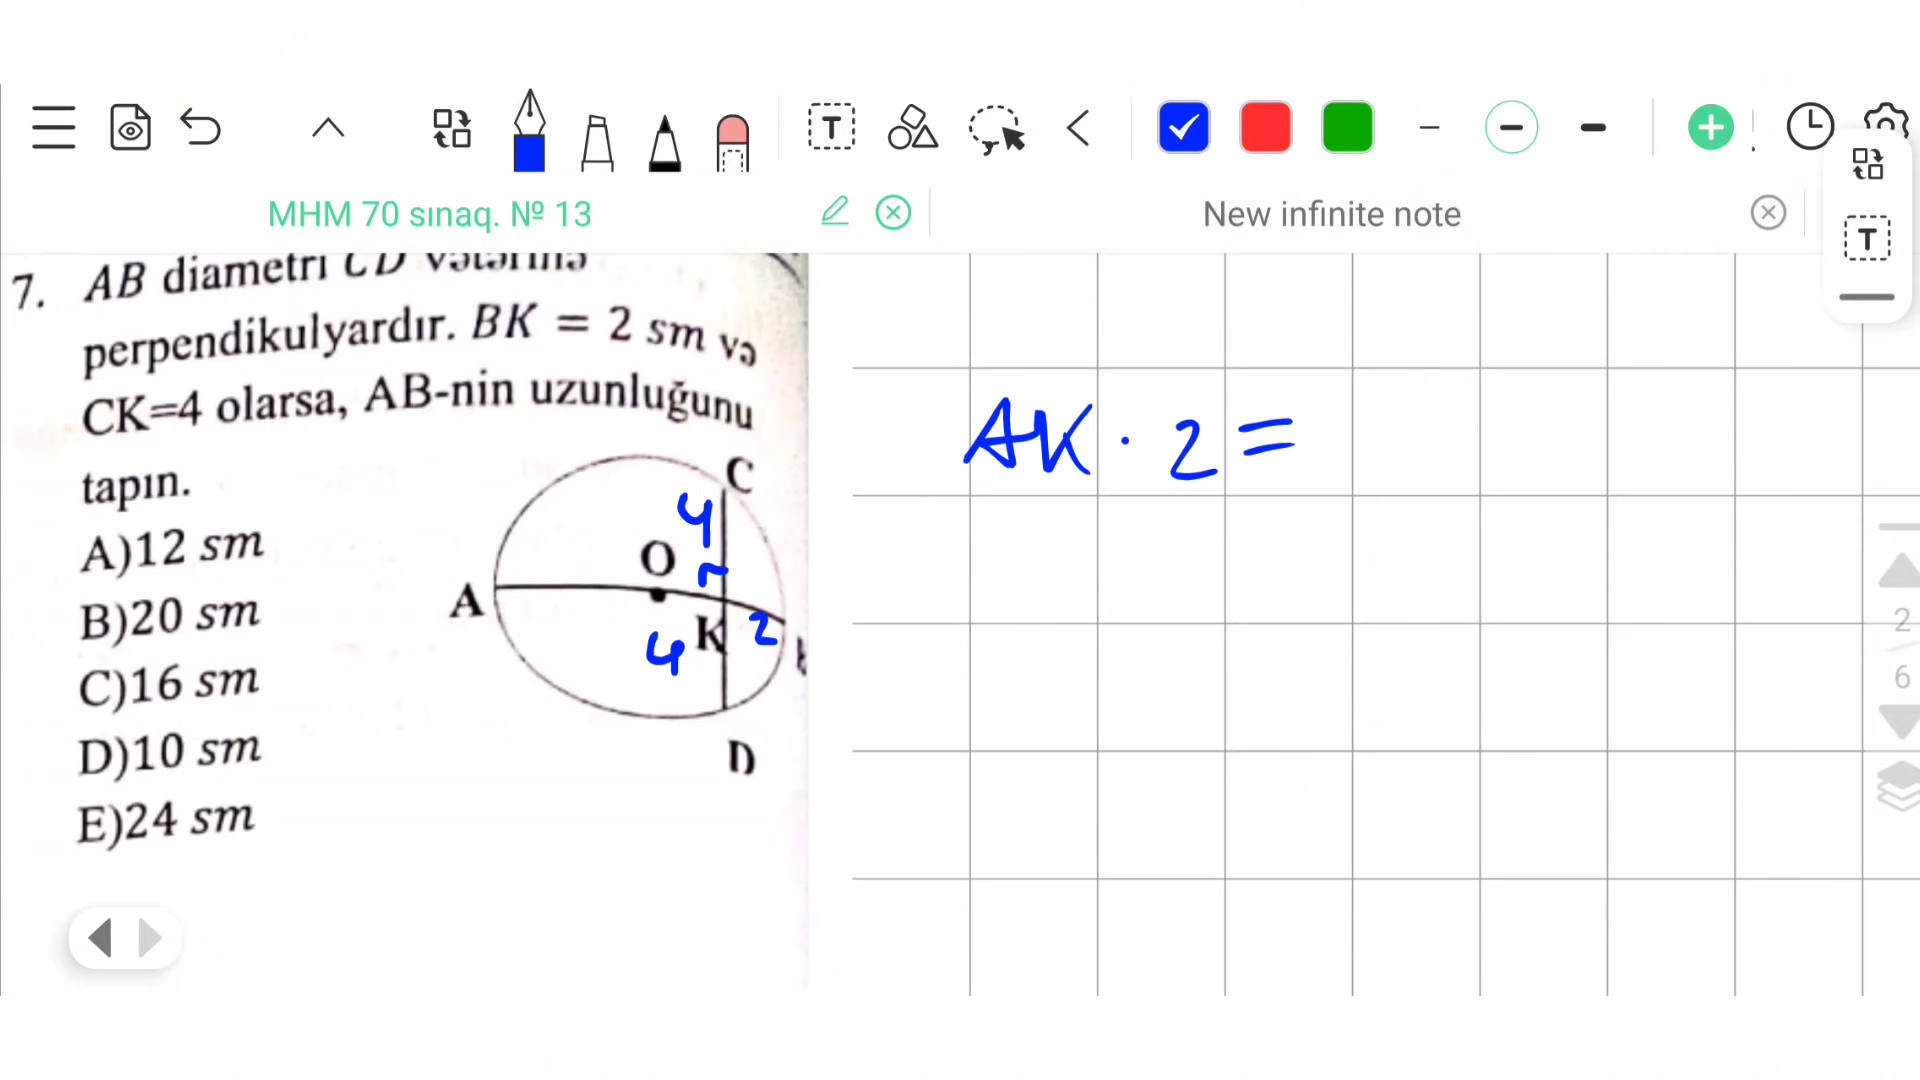 T
T
MHM 70 sınaq. № 13
New infinite note
7. AB diametri CD vətərinə
perpendikulyardır. BK = 2 sm və
CK=4 olarsa, AB-nin uzunluğunu
tapın.
A)12 sm
B)20 sm
C)16 sm
D)10 sm
E)24 sm
C
4
O
A
K
2
4
D
AK · 2 =
2
6